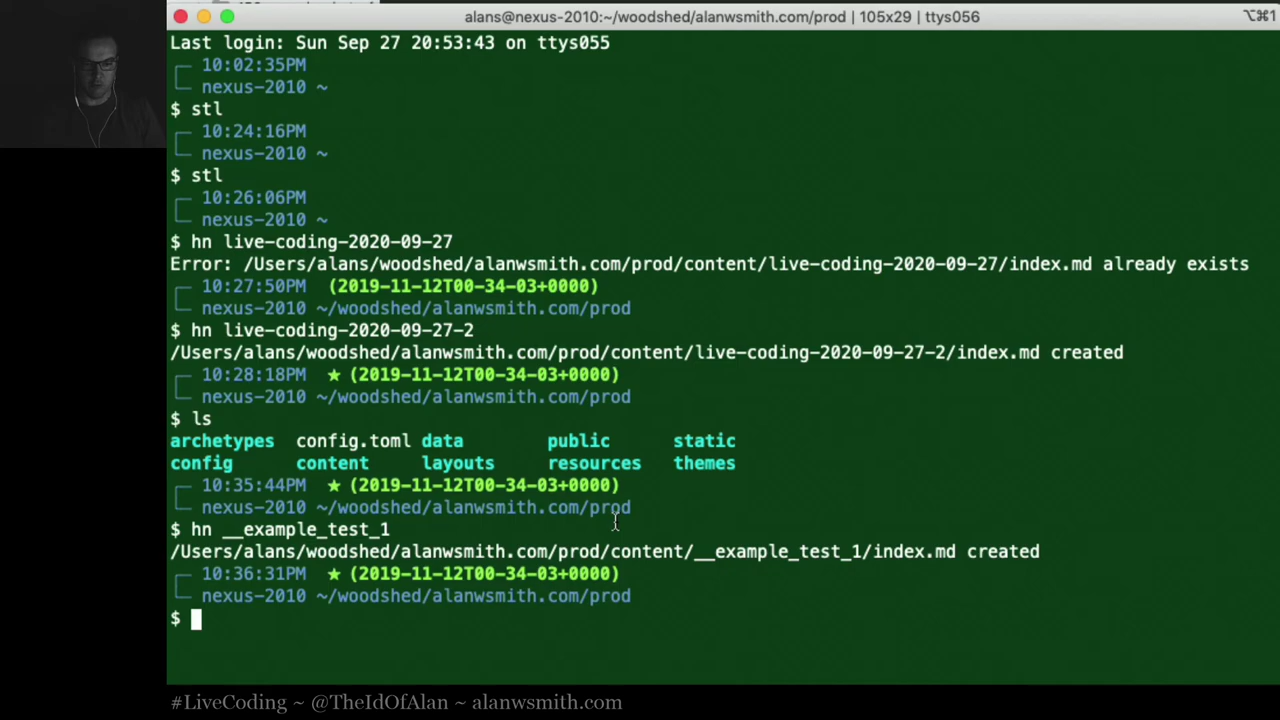 alans@nexus-2010:~/woodshed/alanwsmith.com/prod | 105x29 | ttys056
⌥⌘1
Last login: Sun Sep 27 20:53:43 on ttys055
10:02:35PM
nexus-2010 ~
$ stl
10:24:16PM
nexus-2010 ~
$ stl
10:26:06PM
nexus-2010 ~
$ hn live-coding-2020-09-27
Error: /Users/alans/woodshed/alanwsmith.com/prod/content/live-coding-2020-09-27/index.md already exists
10:27:50PM (2019-11-12T00-34-03+0000)
nexus-2010 ~/woodshed/alanwsmith.com/prod
$ hn live-coding-2020-09-27-2
/Users/alans/woodshed/alanwsmith.com/prod/content/live-coding-2020-09-27-2/index.md created
10:28:18PM ★ (2019-11-12T00-34-03+0000)
nexus-2010 ~/woodshed/alanwsmith.com/prod
$ ls
archetypes config.toml data public static
config content layouts resources themes
10:35:44PM ★ (2019-11-12T00-34-03+0000)
nexus-2010 ~/woodshed/alanwsmith.com/prod
$ hn __example_test_1
/Users/alans/woodshed/alanwsmith.com/prod/content/__example_test_1/index.md created
10:36:31PM ★ (2019-11-12T00-34-03+0000)
nexus-2010 ~/woodshed/alanwsmith.com/prod
$
#LiveCoding ~ @TheIdOfAlan ~ alanwsmith.com